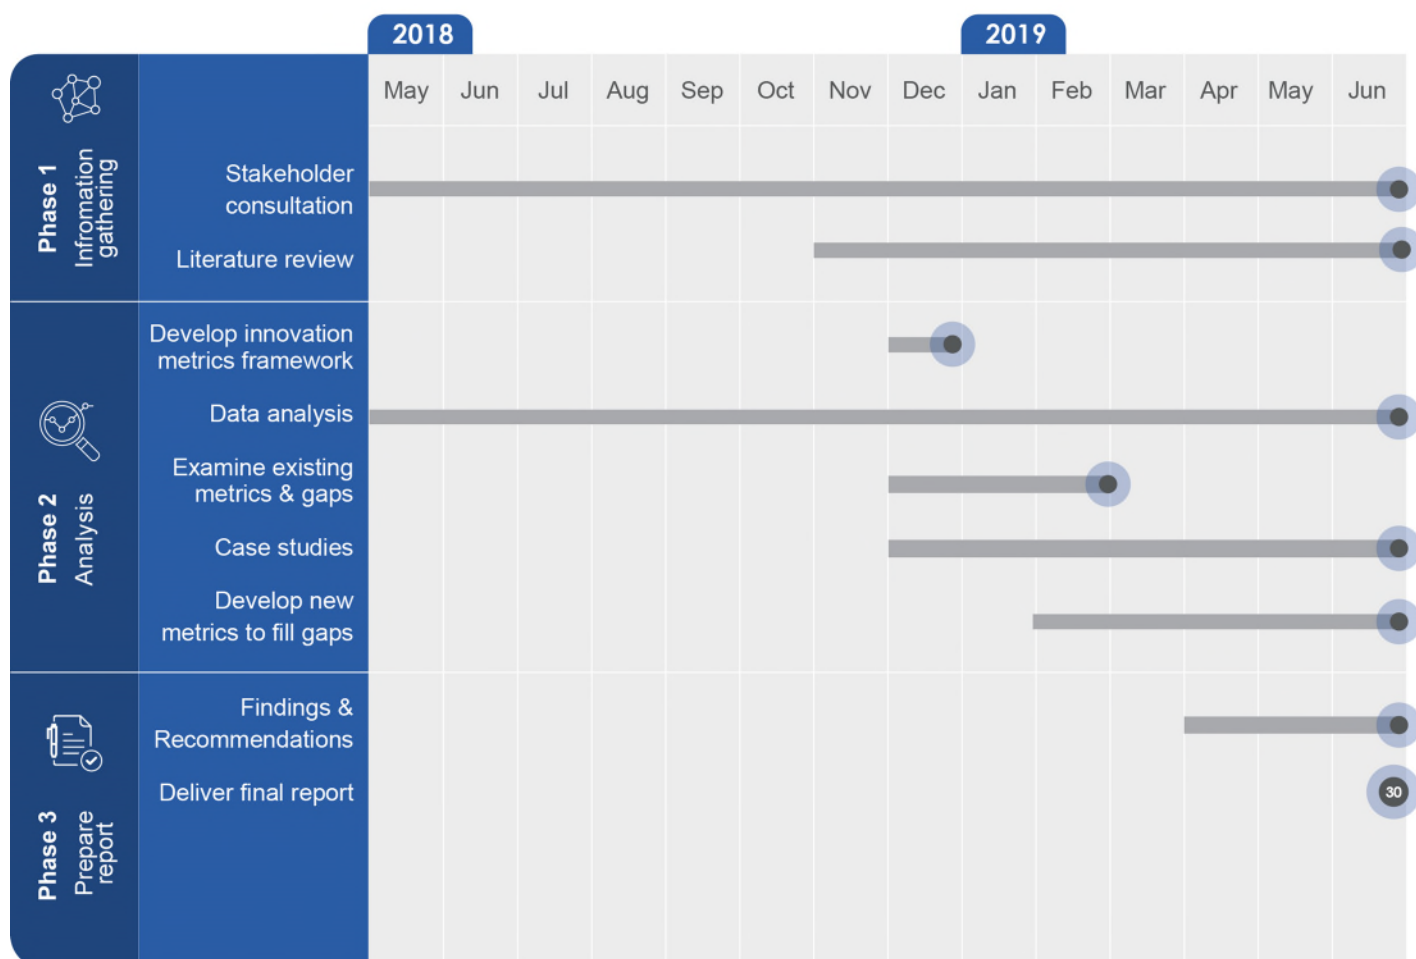 2018
2019
May Jun Jul Aug Sep Oct Nov Dec Jan Feb Mar Apr May Jun
Phase 1
Infromation
gathering
Stakeholder
consultation
Literature review
Phase 2
Analysis
Develop innovation
metrics framework
Data analysis
Examine existing
metrics & gaps
Case studies
Develop new
metrics to fill gaps
Phase 3
Prepare
report
Findings &
Recommendations
Deliver final report
30